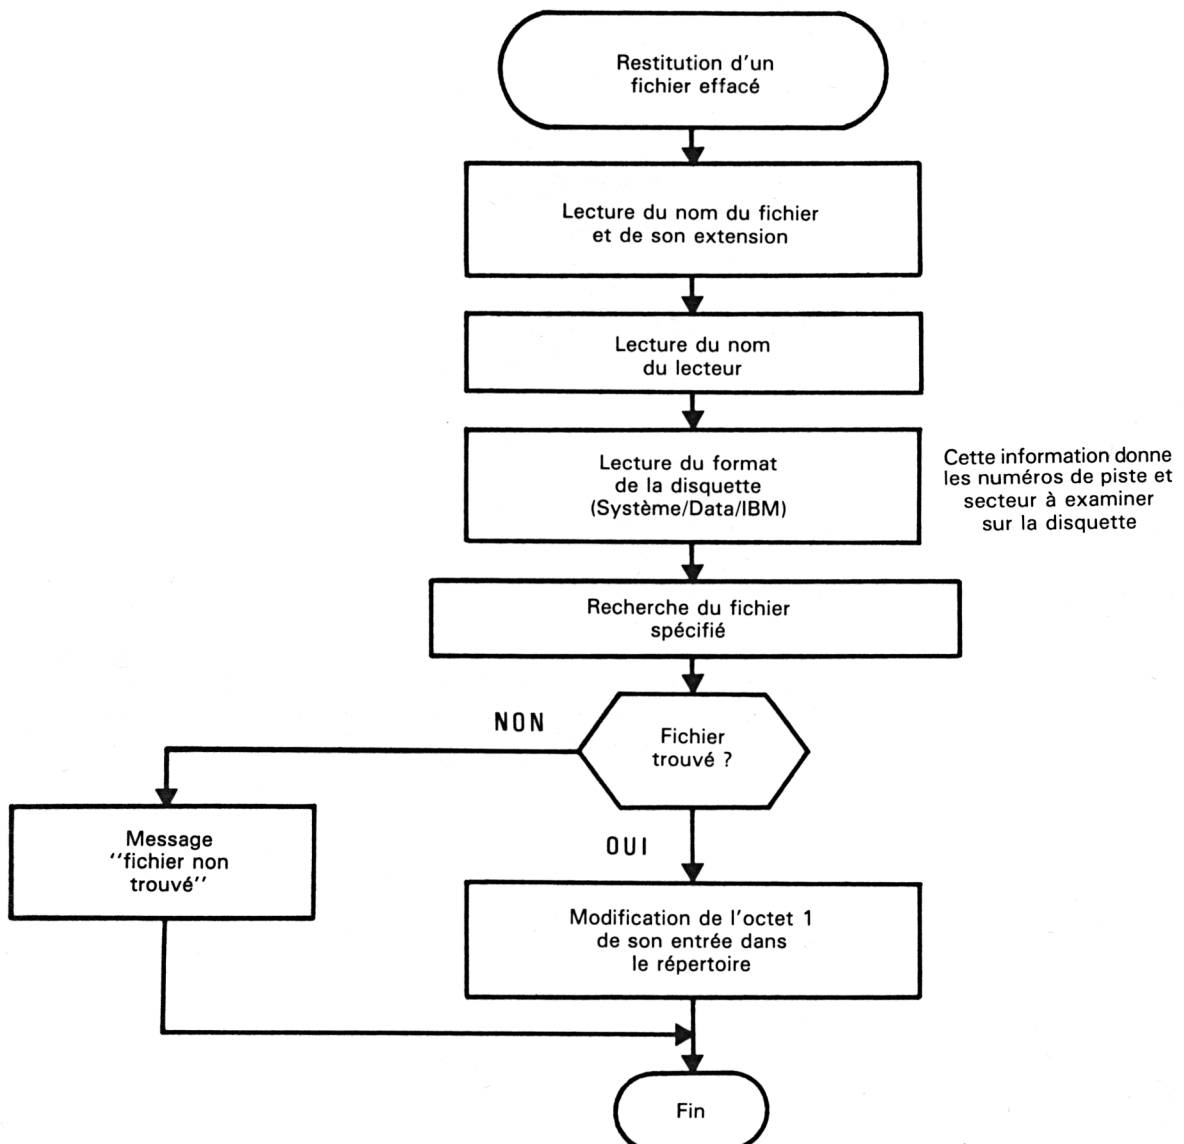 Restitution d'un
fichier effacé
Lecture du nom du fichier
et de son extension
Lecture du nom
du lecteur
Lecture du format
de la disquette
(Système/Data/IBM)
Cette information donne
les numéros de piste et
secteur à examiner
sur la disquette
Recherche du fichier
spécifié
Fichier
trouvé ?
NON
OUI
Message
''fichier non
trouvé''
Modification de l'octet 1
de son entrée dans
le répertoire
Fin